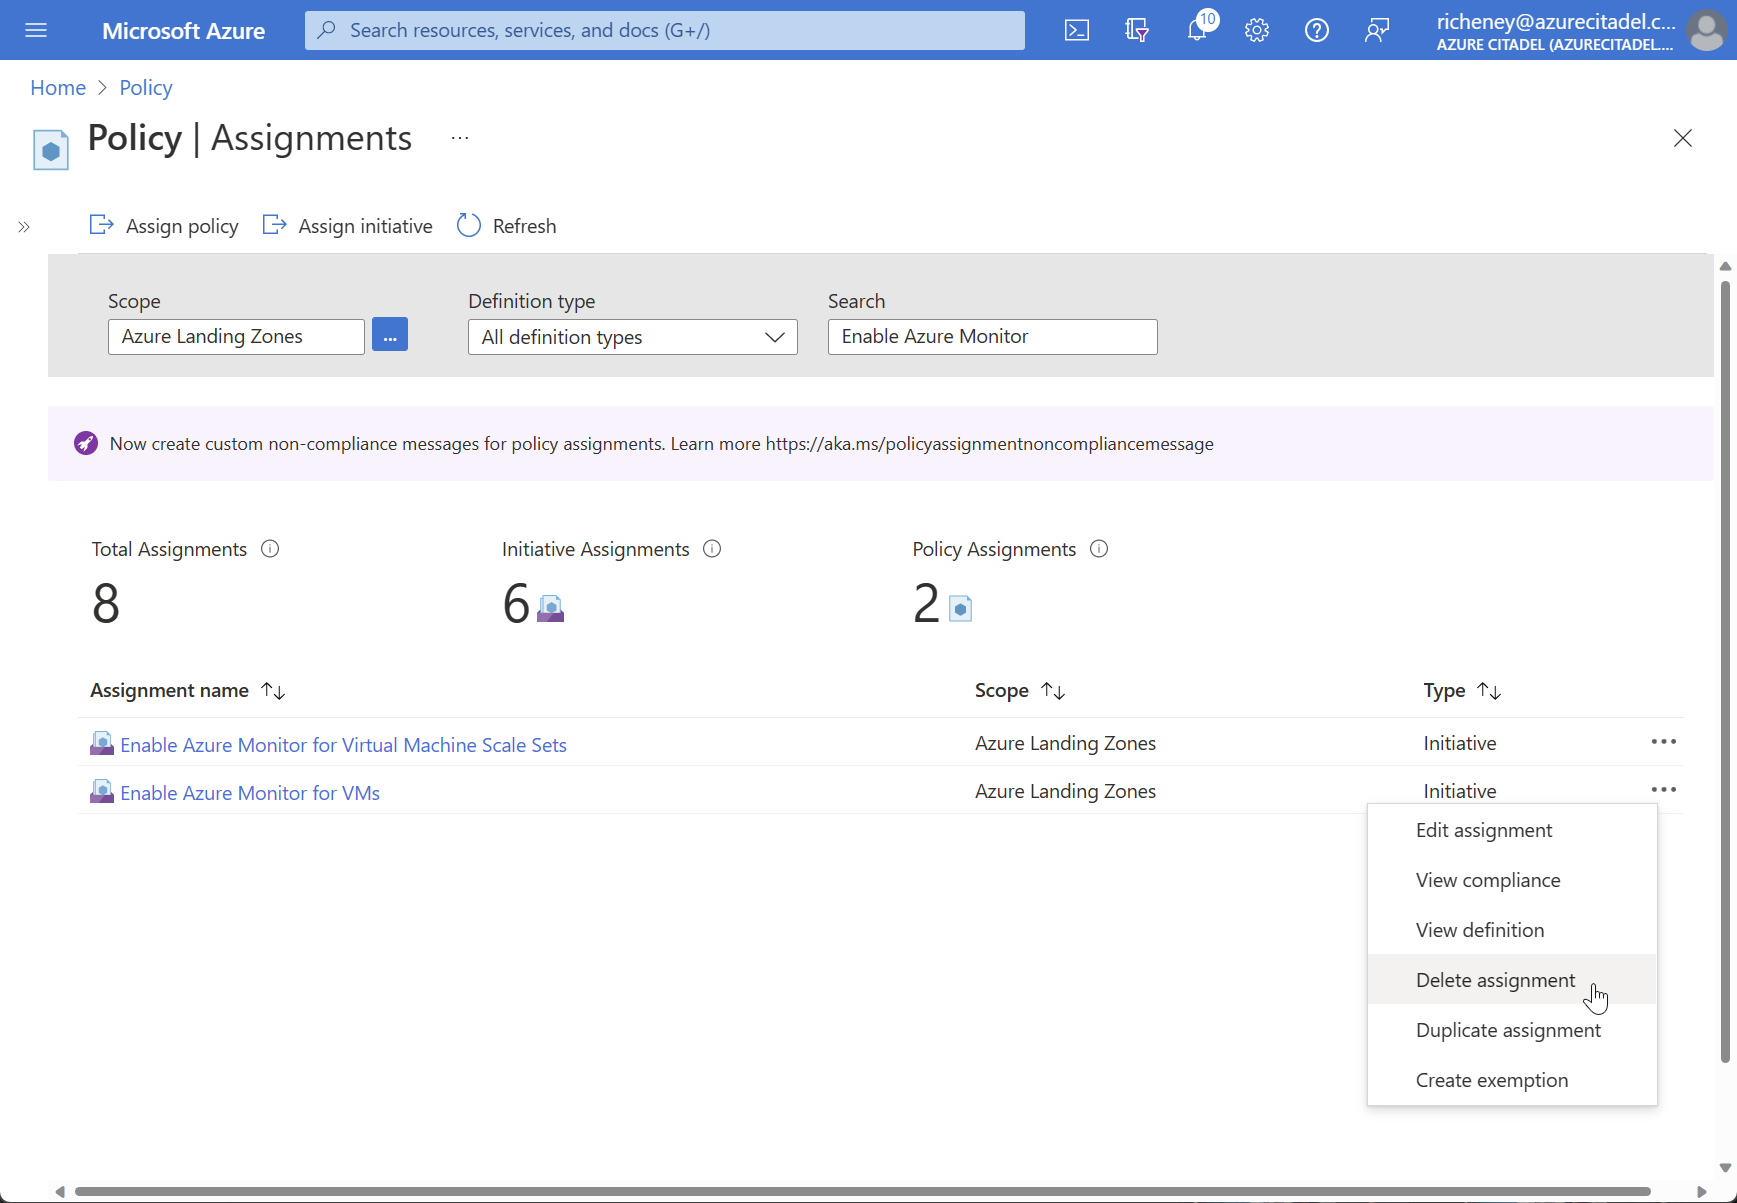 Microsoft Azure
Search resources, services, and docs (G+/)
10
richeney@azurecitadel.c...
AZURE CITADEL (AZURECITADEL....
Home > Policy
Policy | Assignments ...
Assign policy
Assign initiative
Refresh
Scope
Azure Landing Zones
...
Definition type
All definition types
Search
Enable Azure Monitor
Now create custom non-compliance messages for policy assignments. Learn more https://aka.ms/policyassignmentnoncompliancemessage
Total Assignments
8
Initiative Assignments
6
Policy Assignments
2
Assignment name
Scope
Type
Enable Azure Monitor for Virtual Machine Scale Sets
Azure Landing Zones
Initiative
Enable Azure Monitor for VMs
Azure Landing Zones
Initiative
Edit assignment
View compliance
View definition
Delete assignment
Duplicate assignment
Create exemption